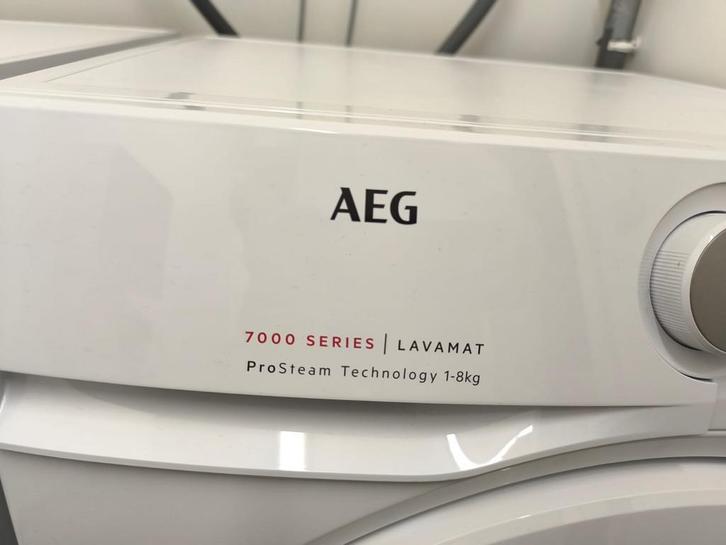 AEG
7000 SERIES | LAVAMAT
ProSteam Technology 1-8kg